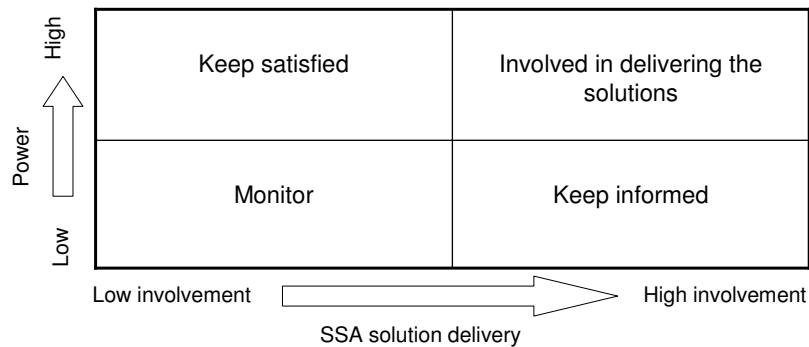 High
Power
Low
Keep satisfied
Involved in delivering the
solutions
Monitor
Keep informed
Low involvement
High involvement
SSA solution delivery